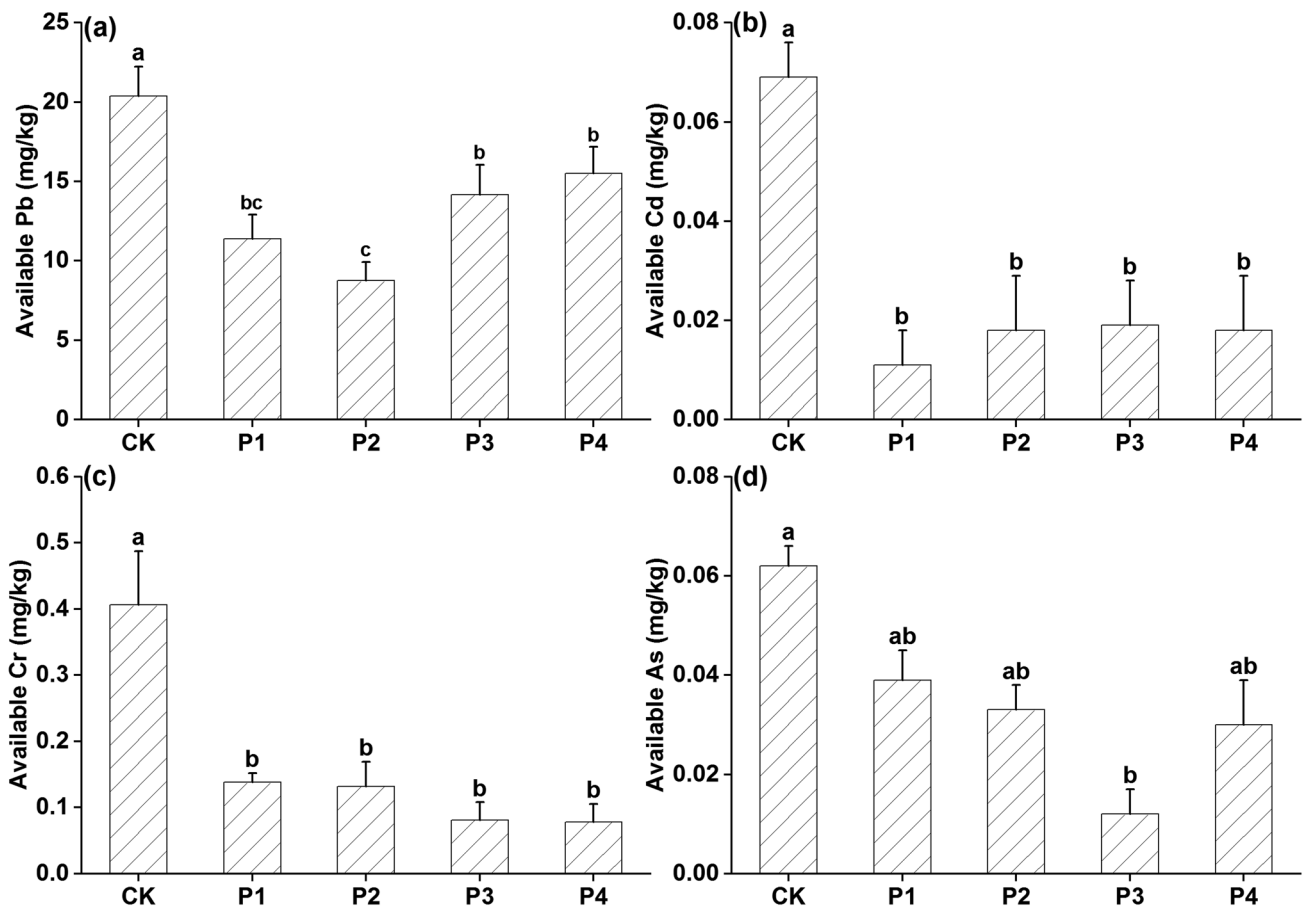 (a)
Available Pb (mg/kg)
25
20
15
10
5
0
a
bc
c
b
b
CK P1 P2 P3 P4
(b)
Available Cd (mg/kg)
0.08
0.06
0.04
0.02
0.00
a
b
b
b
b
CK P1 P2 P3 P4
(c)
Available Cr (mg/kg)
0.6
0.5
0.4
0.3
0.2
0.1
0.0
a
b
b
b
b
CK P1 P2 P3 P4
(d)
Available As (mg/kg)
0.08
0.06
0.04
0.02
0.00
a
ab
ab
b
ab
CK P1 P2 P3 P4